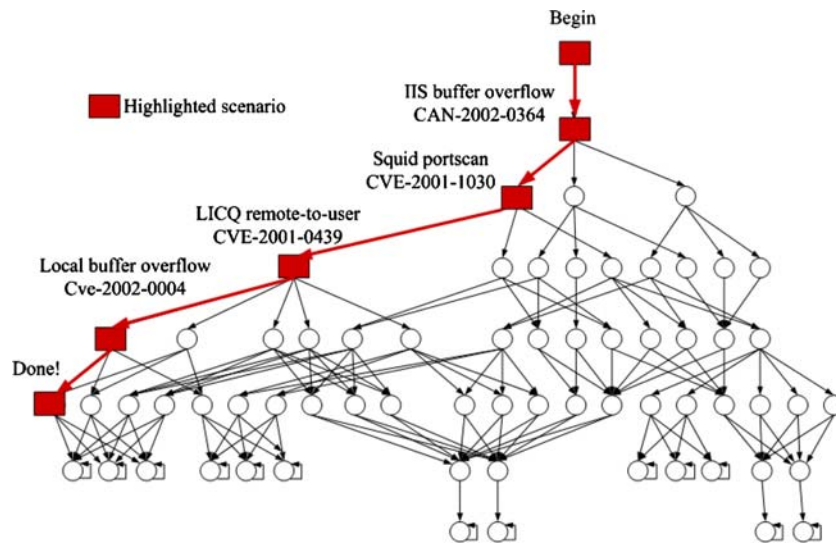 Begin
IIS buffer overflow
CAN-2002-0364
Highlighted scenario
Squid portscan
CVE-2001-1030
LICQ remote-to-user
CVE-2001-0439
Local buffer overflow
Cve-2002-0004
Done!